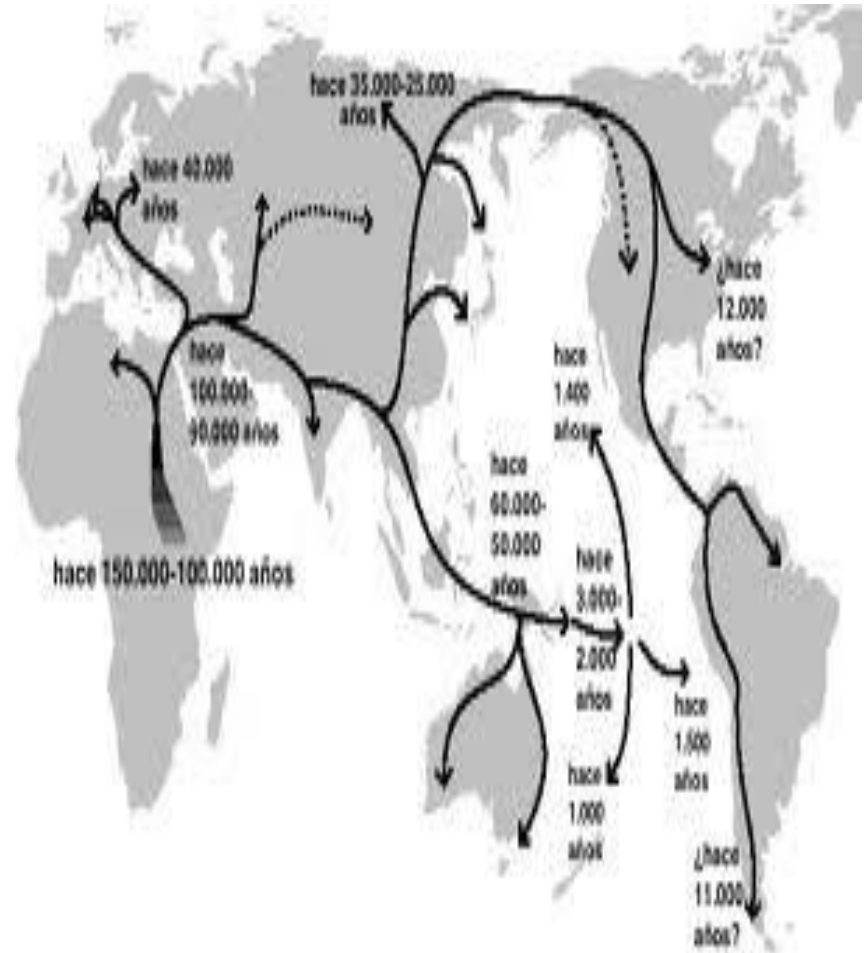 hace 35.000-25.000
años
hace 40.000
años
¿hace
12.000
años?
hace
100.000-
90.000 años
hace
1.400
años
hace
60.000-
50.000
años
hace 150.000-100.000 años
hace
3.000-
2.000
años
hace
1.500
años
hace
1.000
años
¿hace
11.000
años?